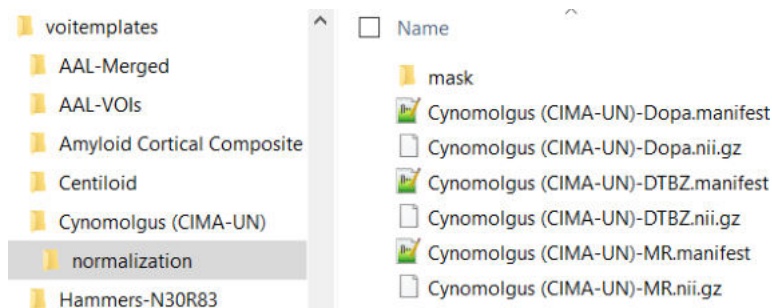 voitemplates
AAL-Merged
AAL-VOIs
Amyloid Cortical Composite
Centiloid
Cynomolgus (CIMA-UN)
normalization
Hammers-N30R83
Name
mask
Cynomolgus (CIMA-UN)-Dopa.manifest
Cynomolgus (CIMA-UN)-Dopa.nii.gz
Cynomolgus (CIMA-UN)-DTBZ.manifest
Cynomolgus (CIMA-UN)-DTBZ.nii.gz
Cynomolgus (CIMA-UN)-MR.manifest
Cynomolgus (CIMA-UN)-MR.nii.gz